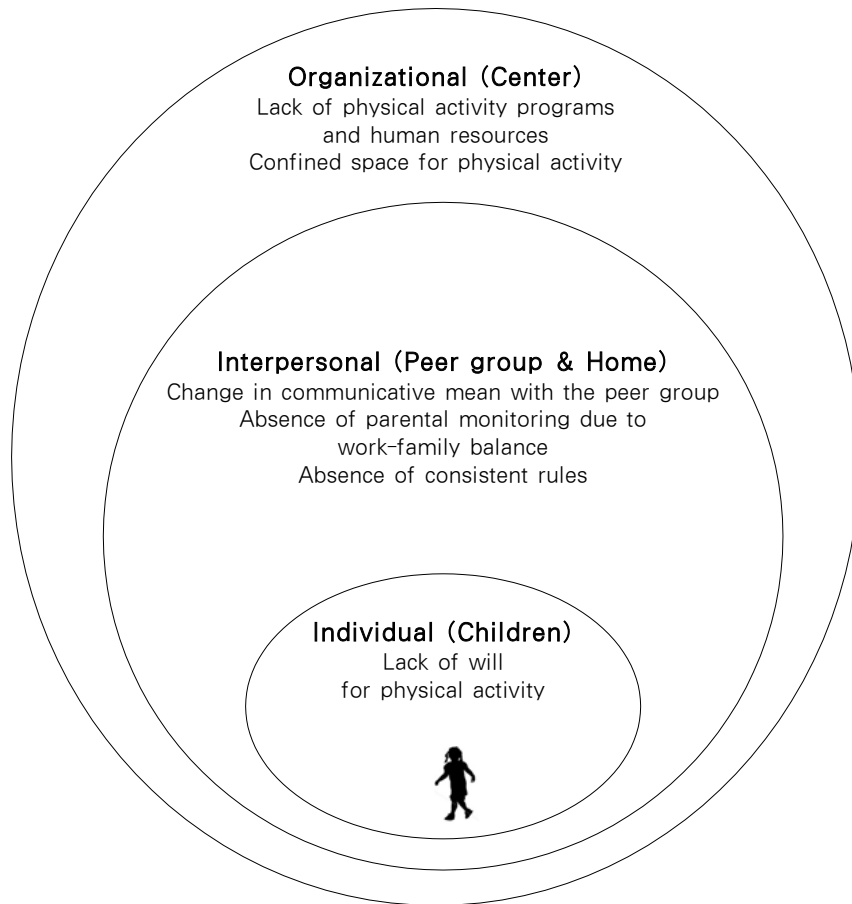 Organizational (Center)
Lack of physical activity programs
and human resources
Confined space for physical activity
Interpersonal (Peer group & Home)
Change in communicative mean with the peer group
Absence of parental monitoring due to
work-family balance
Absence of consistent rules
Individual (Children)
Lack of will
for physical activity